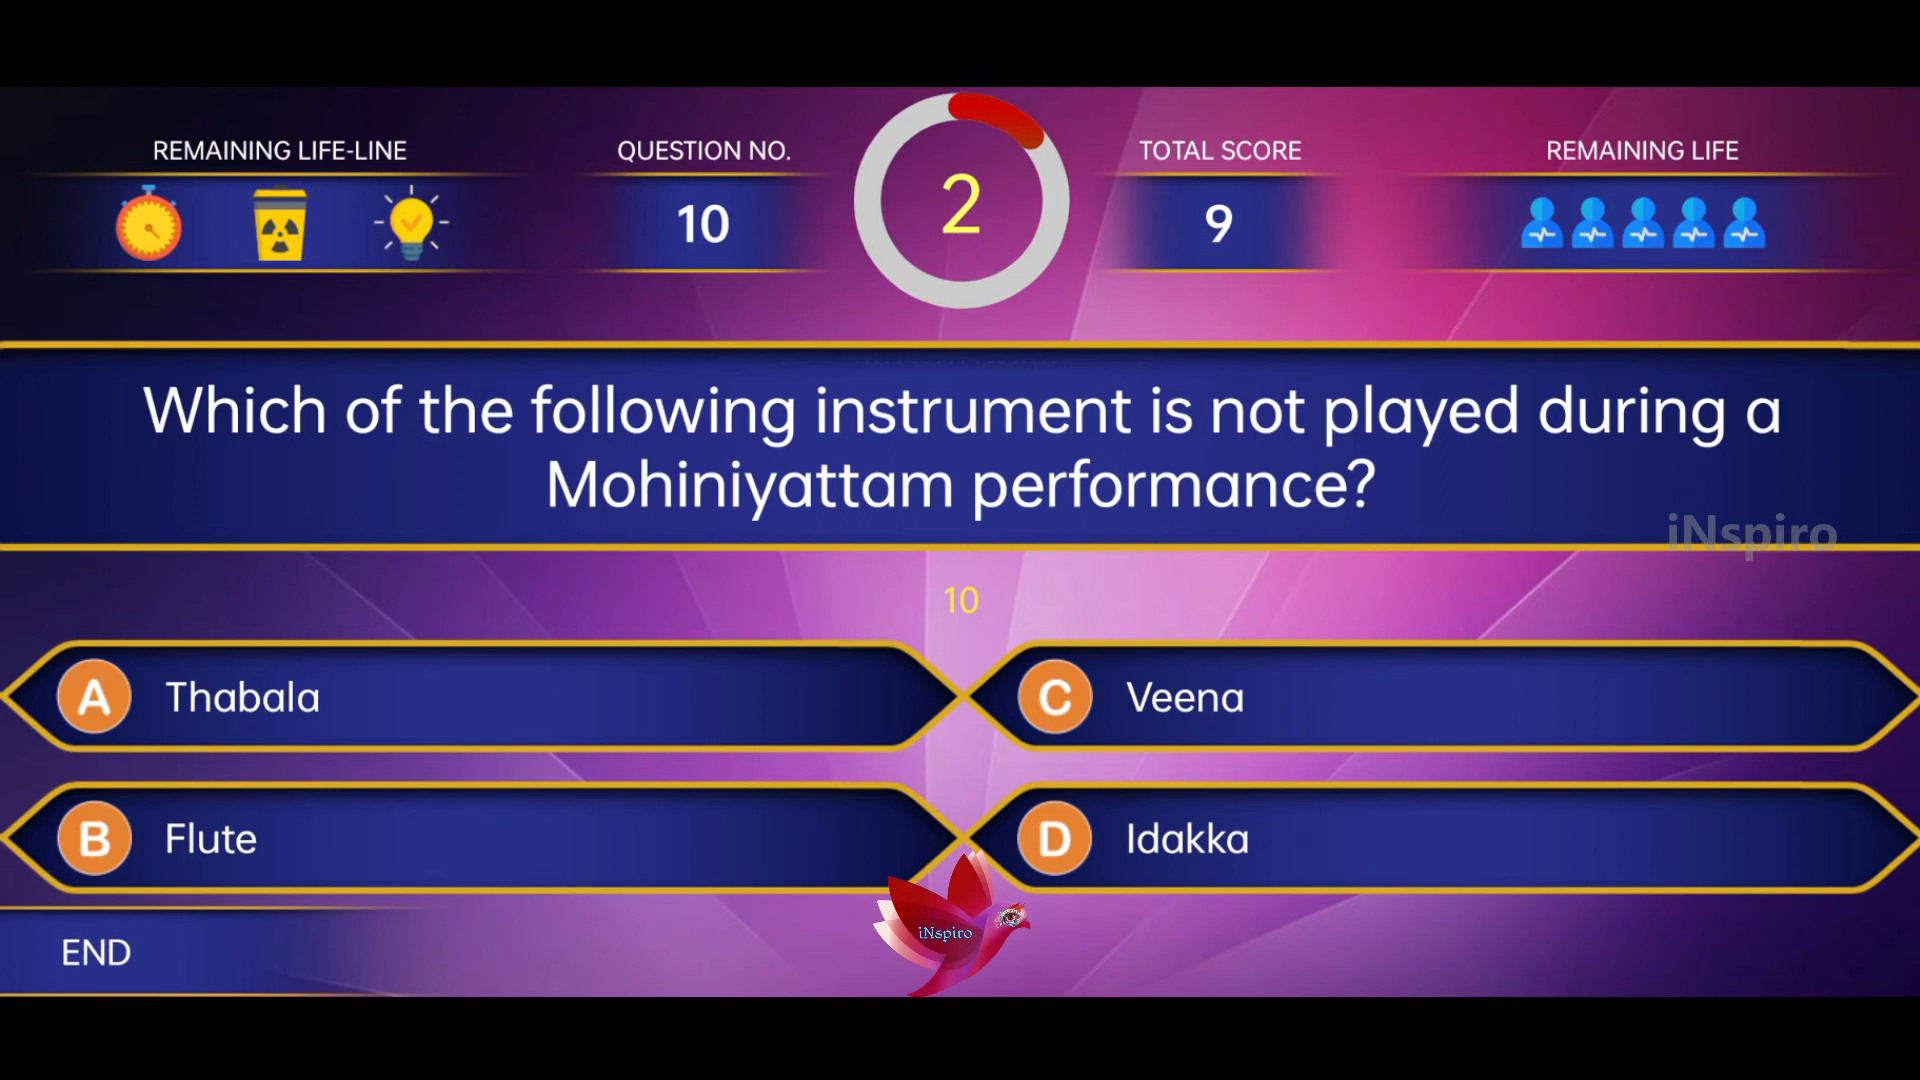 REMAINING LIFE-LINE
QUESTION NO.
10
2
TOTAL SCORE
9
REMAINING LIFE
Which of the following instrument is not played during a
Mohiniyattam performance?
iNspiro
10
A Thabala
C Veena
B Flute
D Idakka
iNspiro
END